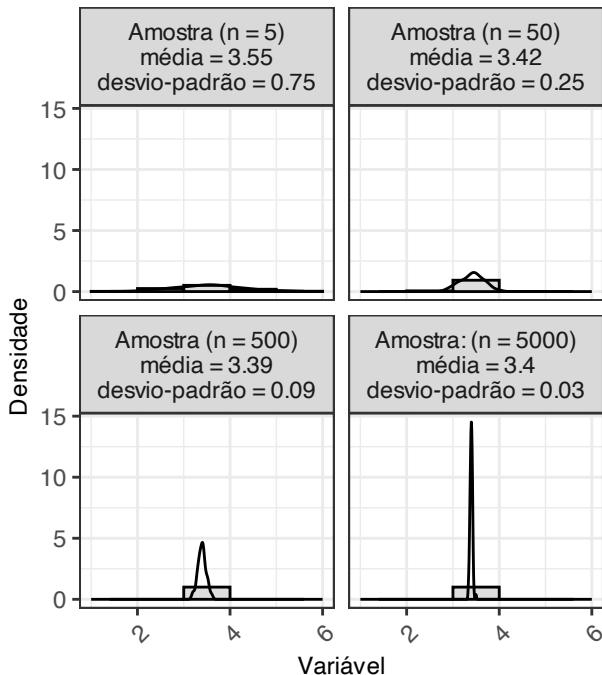 Amostra (n = 5)
média = 3.55
desvio-padrão = 0.75
Amostra (n = 50)
média = 3.42
desvio-padrão = 0.25
15
10
5
0
Amostra (n = 500)
média = 3.39
desvio-padrão = 0.09
Amostra: (n = 5000)
média = 3.4
desvio-padrão = 0.03
15
10
5
0
2
4
6
2
4
6
Densidade
Variável